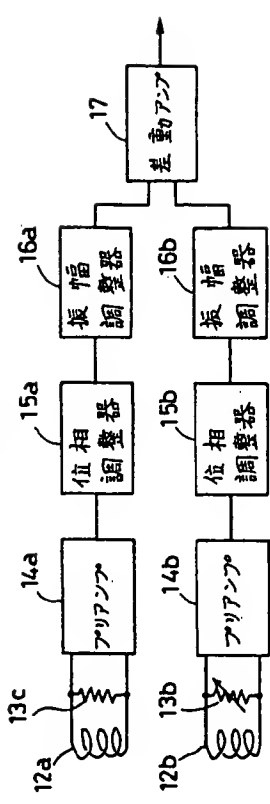 12a
13c
14a
プリアンプ
15a
位相
調整器
16a
振幅
調整器
17
差動アンプ
12b
13b
14b
プリアンプ
15b
位相
調整器
16b
振幅
調整器